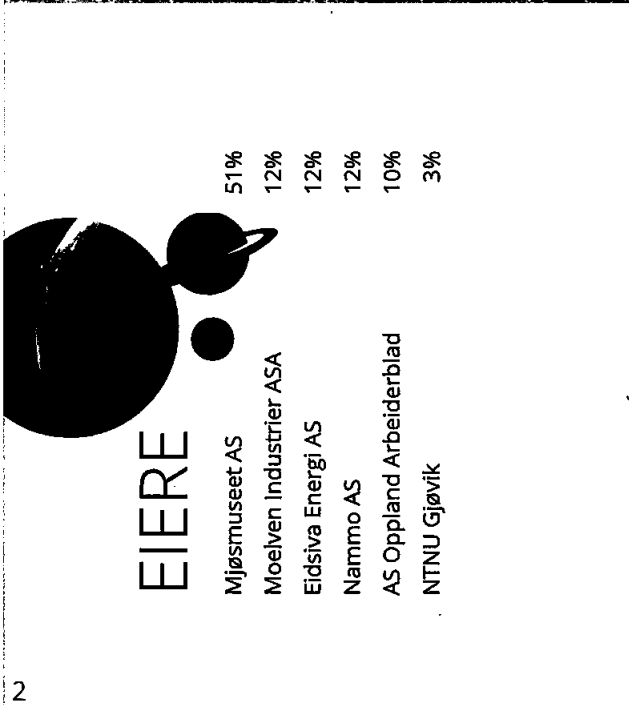 EIERE
Mjøsmuseet AS 51%
Moelven Industrier ASA 12%
Eidsiva Energi AS 12%
Nammo AS 12%
AS Oppland Arbeiderblad 10%
NTNU Gjøvik 3%
2